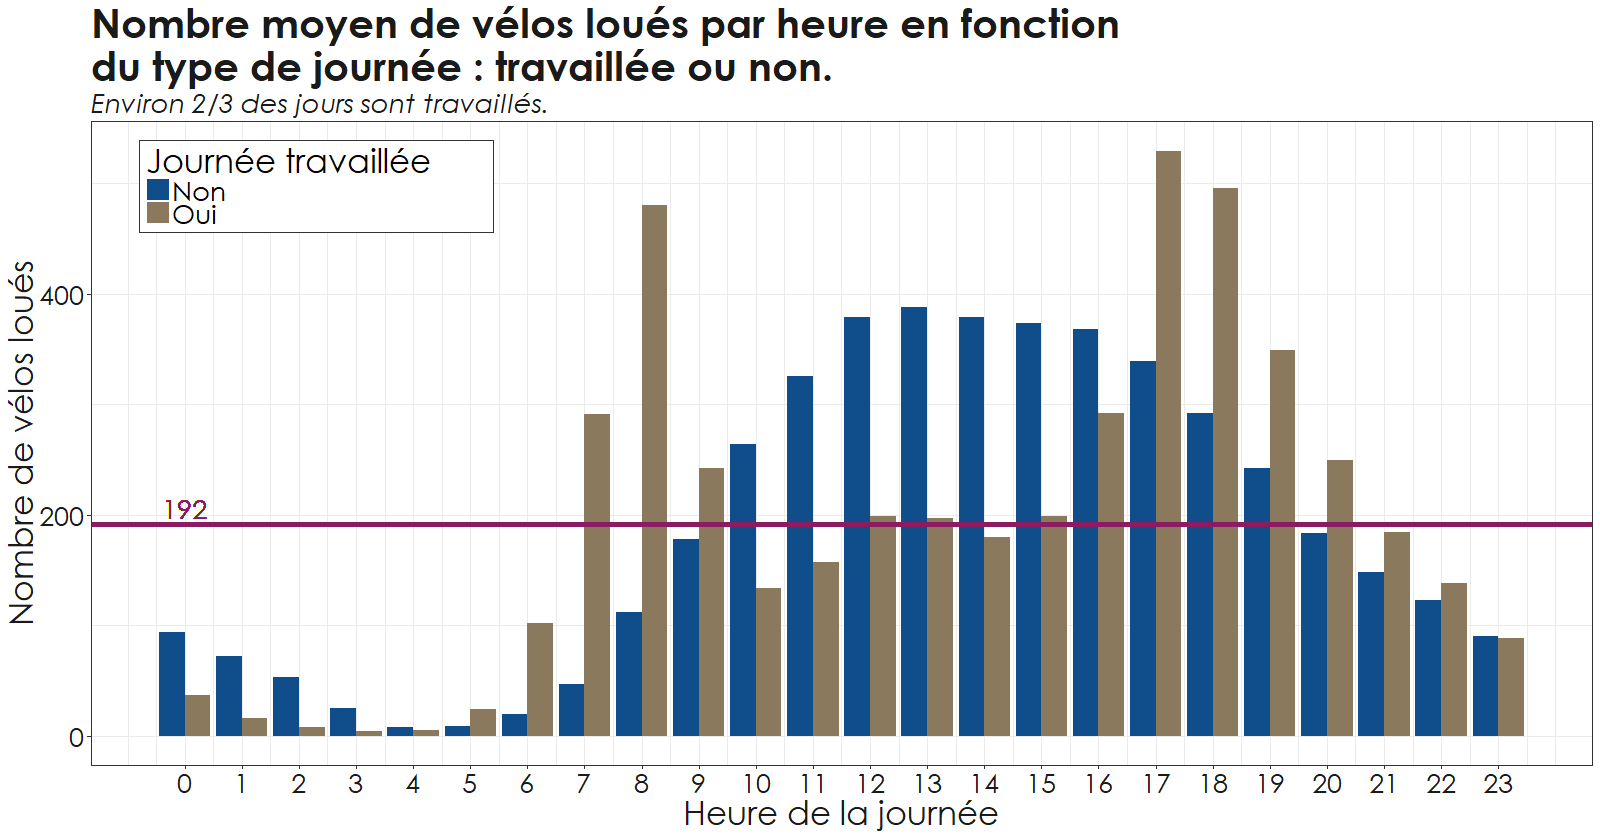 Nombre moyen de vélos loués par heure en fonction
du type de journée : travaillée ou non.
Environ 2/3 des jours sont travaillés.
Journée travaillée
Non
Oui
Nombre de vélos loués
400
200
0
192
0 1 2 3 4 5 6 7 8 9 10 11 12 13 14 15 16 17 18 19 20 21 22 23
Heure de la journée